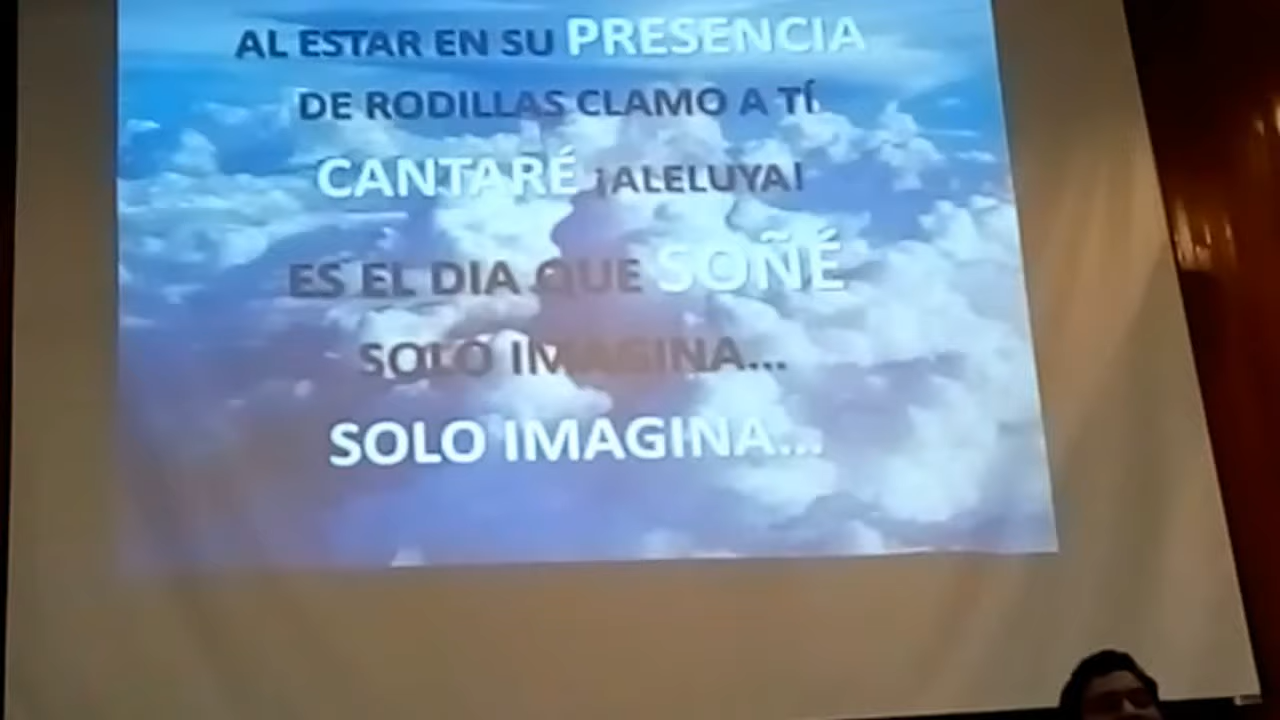 AL ESTAR EN SU PRESENCIA
DE RODILLAS CLAMO A TÍ
CANTARÉ ¡ALELUYA!
ES EL DIA QUE SOÑÉ
SOLO IMAGINA...
SOLO IMAGINA...